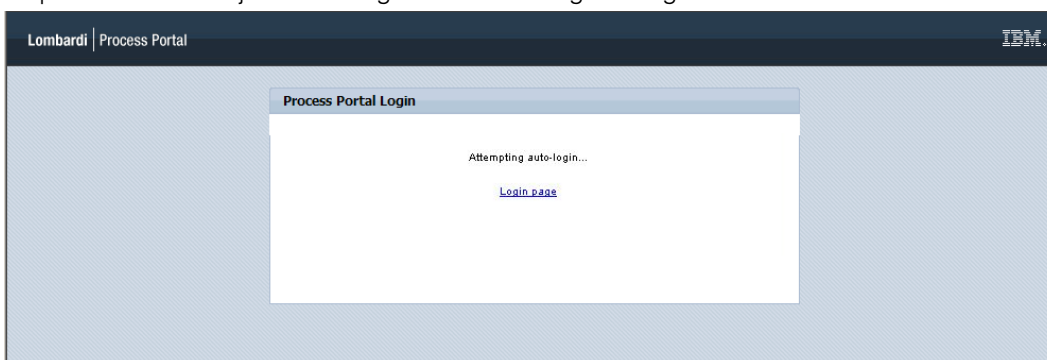 Lombardi | Process Portal
IBM.
Process Portal Login
Attempting auto-login...
Login page